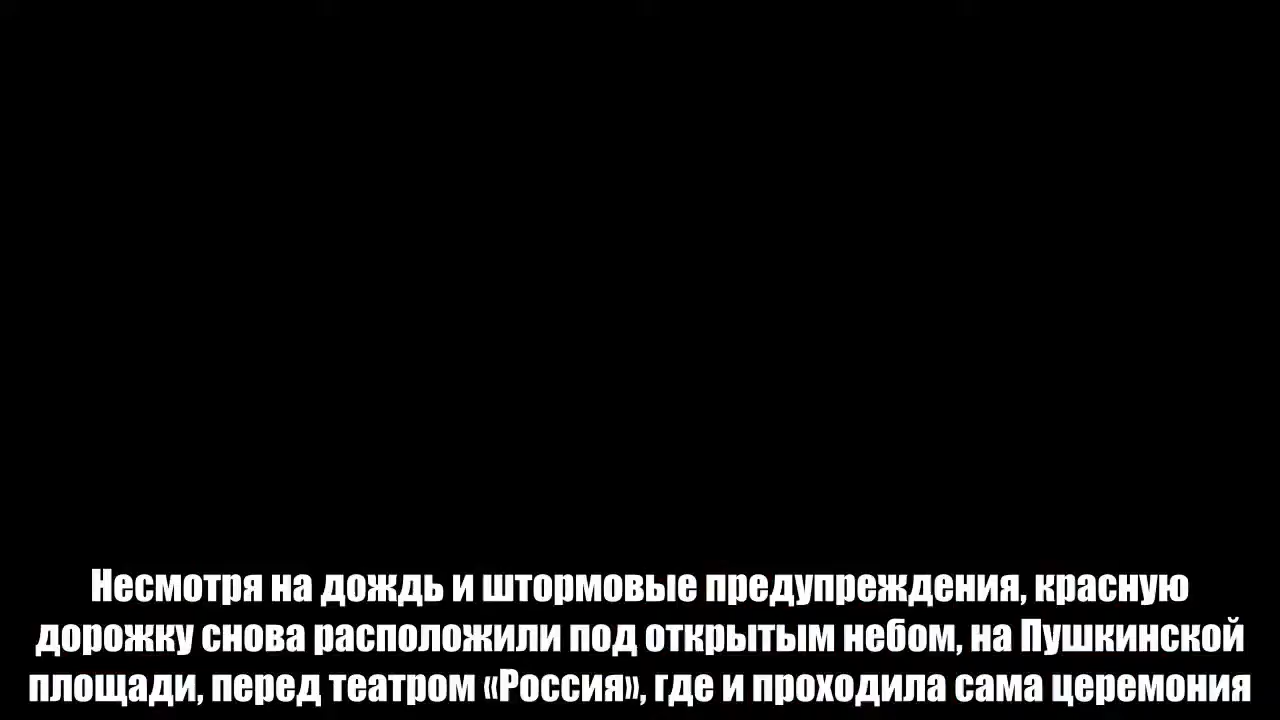 Несмотря на дождь и штормовые предупреждения, красную
дорожку снова расположили под открытым небом, на Пушкинской
площади, перед театром «Россия», где и проходила сама церемония